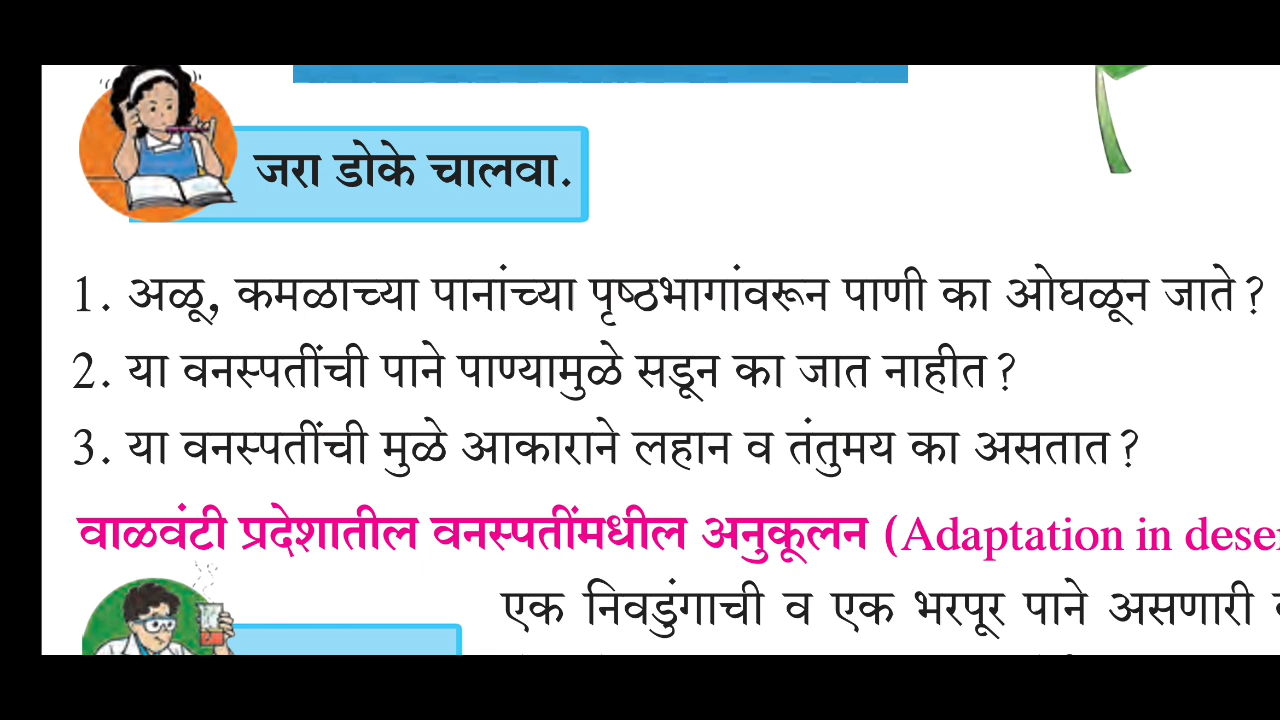 जरा डोके चालवा.
1. अळू, कमळाच्या पानांच्या पृष्ठभागांवरून पाणी का ओघळून जाते?
2. या वनस्पतींची पाने पाण्यामुळे सडून का जात नाहीत?
3. या वनस्पतींची मुळे आकाराने लहान व तंतुमय का असतात?
वाळवंटी प्रदेशातील वनस्पतींमधील अनुकूलन (Adaptation in
एक निवडुंगाची व एक भरपूर पाने असणारी